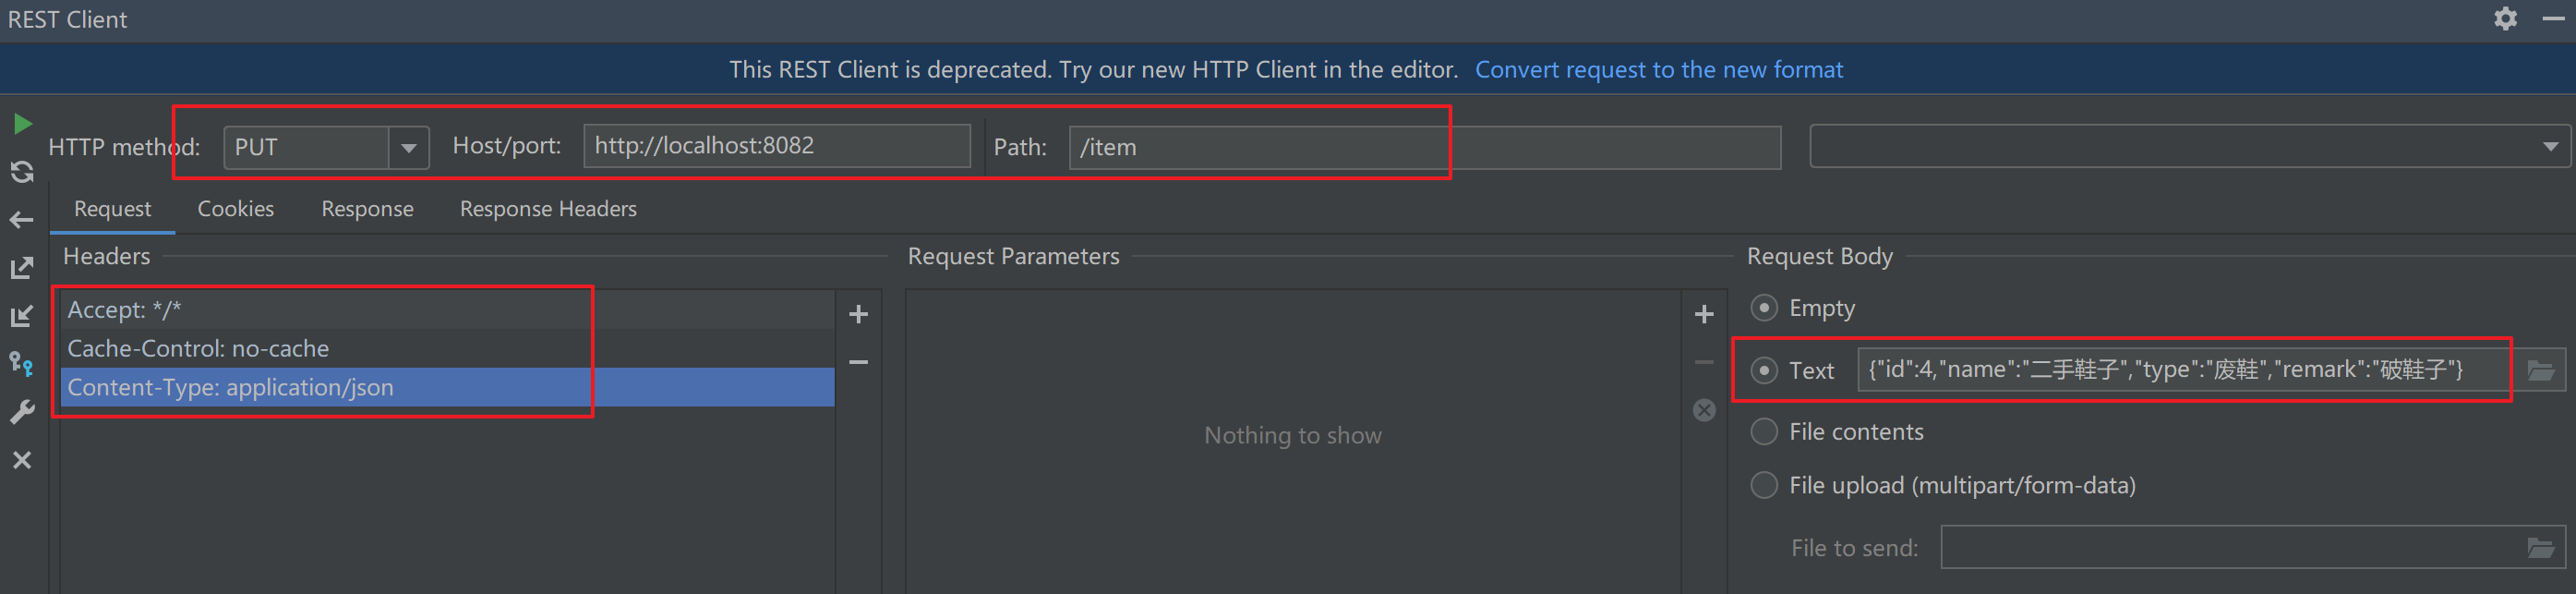 REST Client
This REST Client is deprecated. Try our new HTTP Client in the editor. Convert request to the new format
HTTP method: PUT Host/port: http://localhost:8082 Path: /item
Request Cookies Response Response Headers
Headers
Accept: */*
Cache-Control: no-cache
Content-Type: application/json
Request Parameters
Nothing to show
Request Body
Empty
Text {"id":4,"name":"二手鞋子","type":"废鞋","remark":"破鞋子"}
File contents
File upload (multipart/form-data)
File to send: